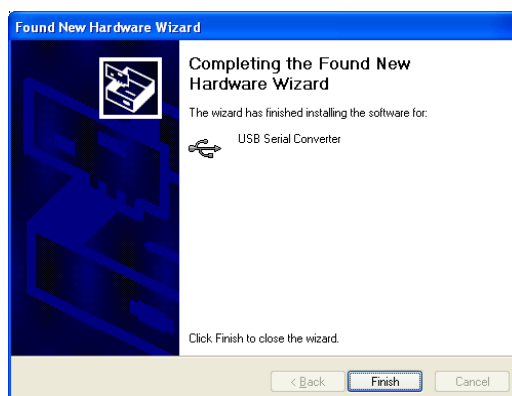 Found New Hardware Wizard
Completing the Found New
Hardware Wizard
The wizard has finished installing the software for:
USB Serial Converter
Click Finish to close the wizard.
< Back
Finish
Cancel